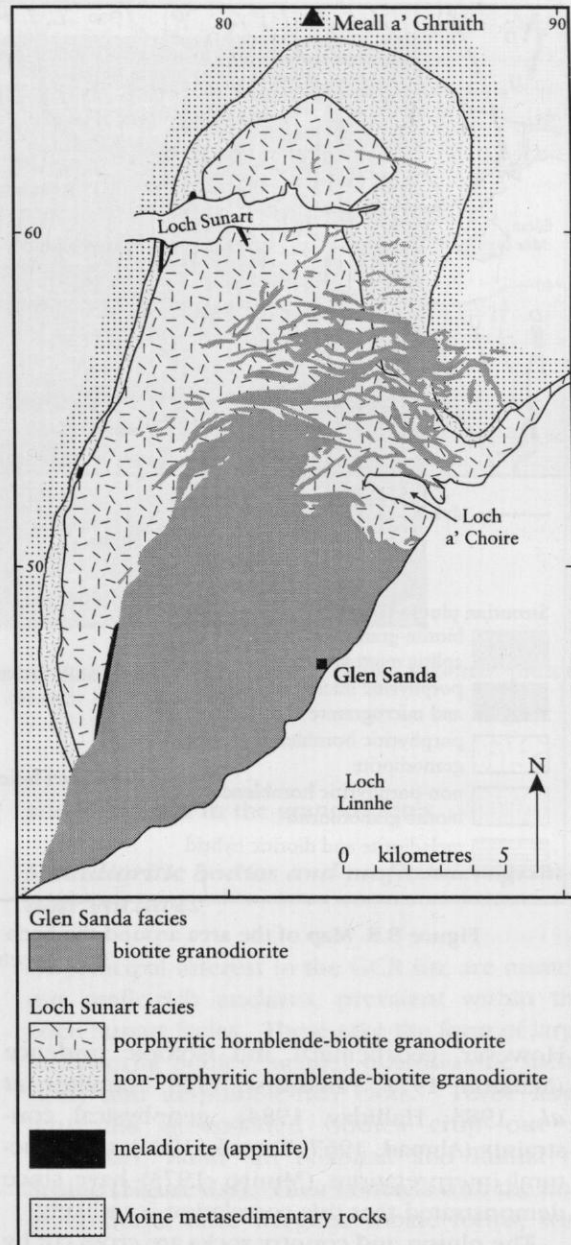 80
90
Meall a' Ghruith
60
Loch Sunart
Loch
a' Choire
50
Glen Sanda
Loch
Linnhe
N
0 kilometres 5
Glen Sanda facies
biotite granodiorite
Loch Sunart facies
porphyritic hornblende-biotite granodiorite
non-porphyritic hornblende-biotite granodiorite
meladiorite (appinite)
Moine metasedimentary rocks